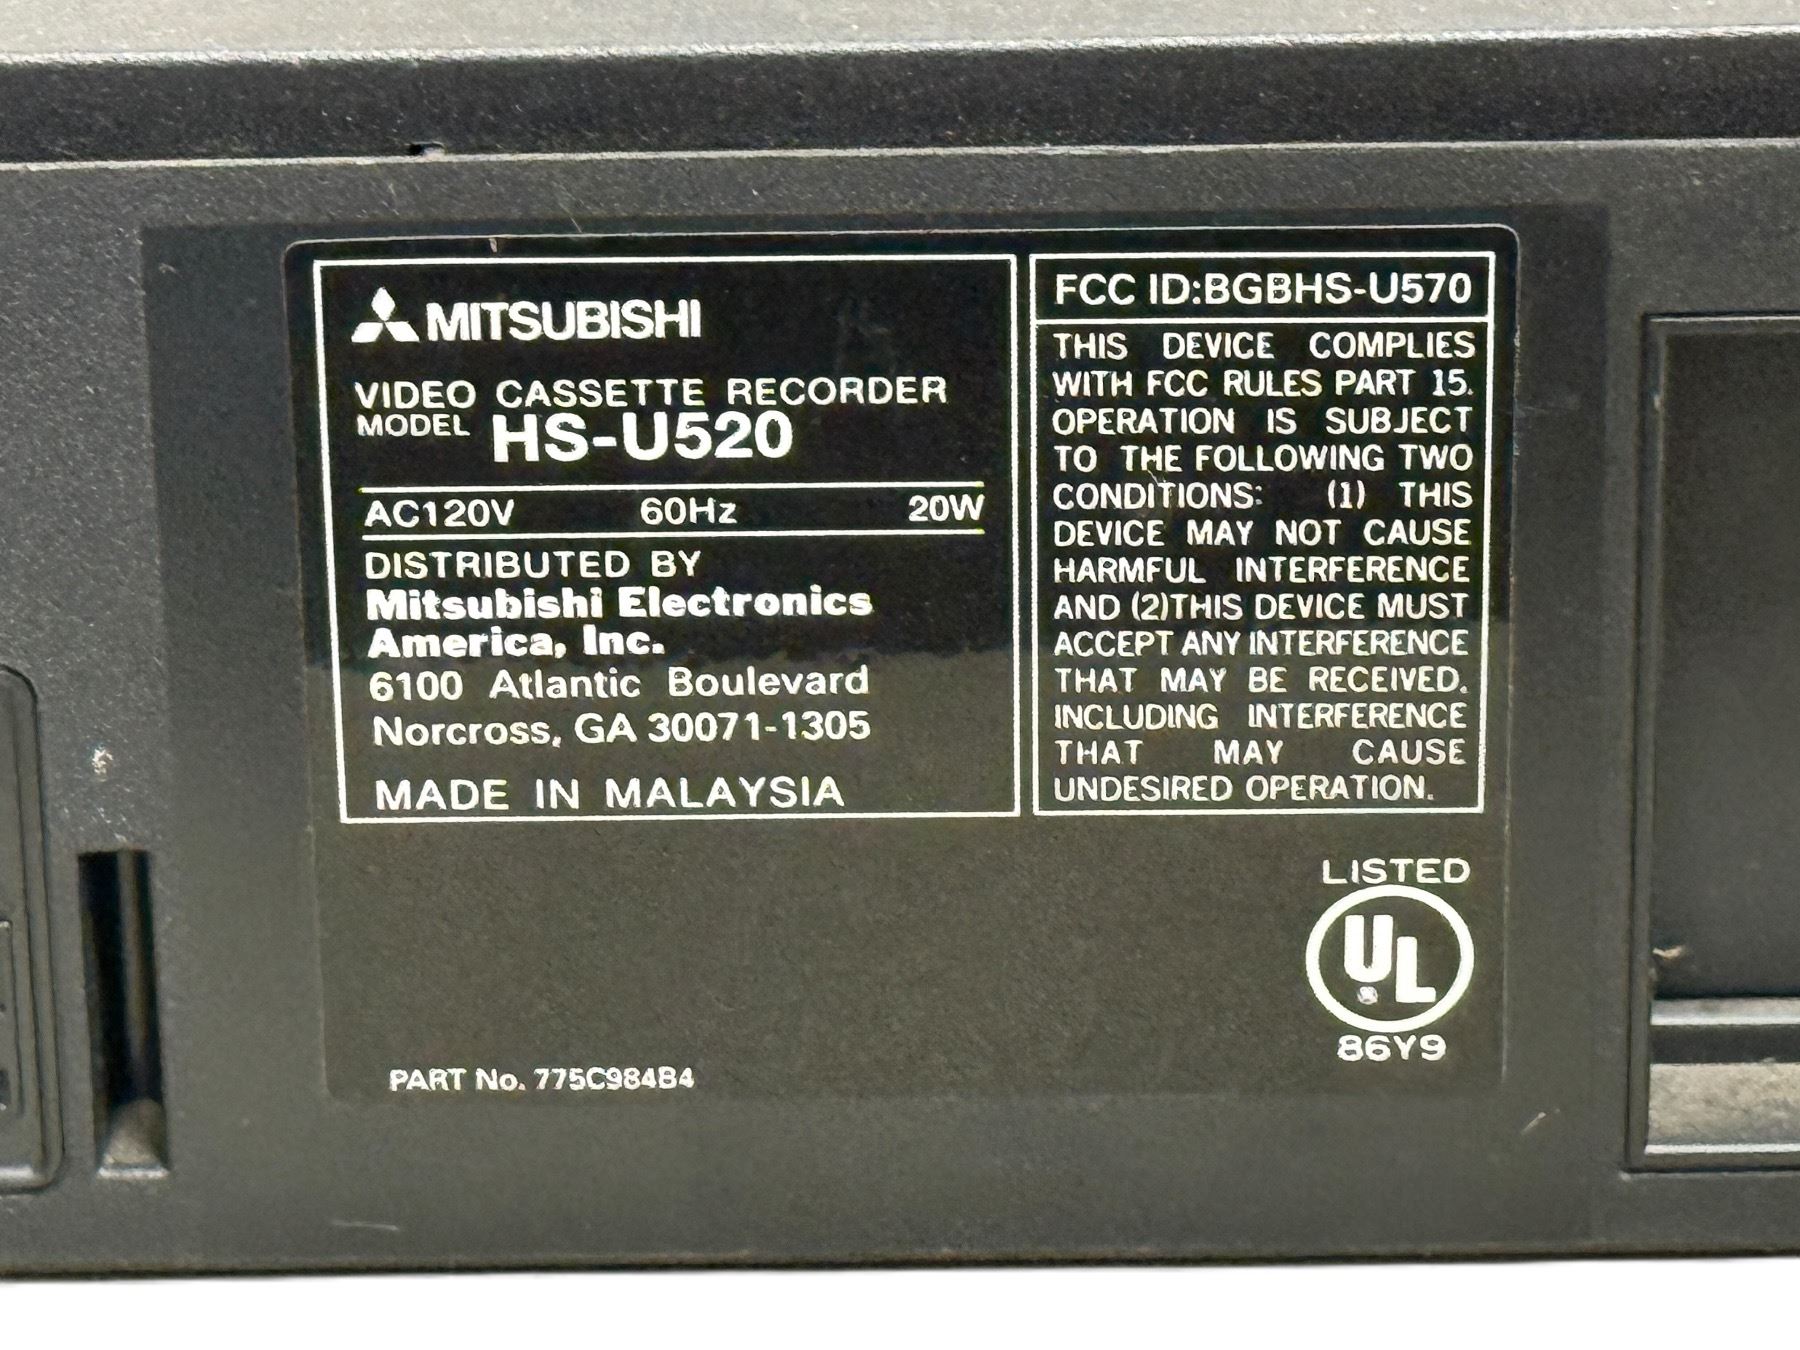 MITSUBISHI
VIDEO CASSETTE RECORDER
MODEL HS-U520
AC120V 60Hz 20W
DISTRIBUTED BY
Mitsubishi Electronics
America, Inc.
6100 Atlantic Boulevard
Norcross, GA 30071-1305
MADE IN MALAYSIA
FCC ID:BGBHS-U570
THIS DEVICE COMPLIES
WITH FCC RULES PART 15.
OPERATION IS SUBJECT
TO THE FOLLOWING TWO
CONDITIONS: (1) THIS
DEVICE MAY NOT CAUSE
HARMFUL INTERFERENCE
AND (2)THIS DEVICE MUST
ACCEPT ANY INTERFERENCE
THAT MAY BE RECEIVED.
INCLUDING INTERFERENCE
THAT MAY CAUSE
UNDESIRED OPERATION.
LISTED
UL
®
86Y9
PART No. 775C984B4